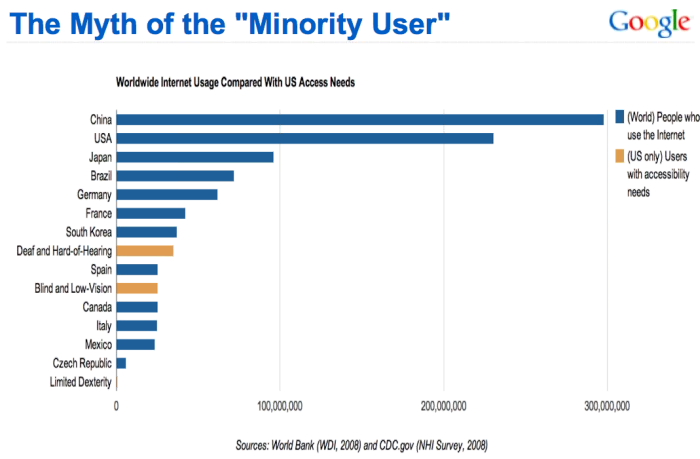 The Myth of the "Minority User"
Google
Worldwide Internet Usage Compared With US Access Needs
China
USA
Japan
Brazil
Germany
France
South Korea
Deaf and Hard-of-Hearing
Spain
Blind and Low-Vision
Canada
Italy
Mexico
Czech Republic
Limited Dexterity
0
100,000,000
200,000,000
300,000,000
(World) People who
use the Internet
(US only) Users
with accessibility
needs
Sources: World Bank (WDI, 2008) and CDC.gov (NHI Survey, 2008)